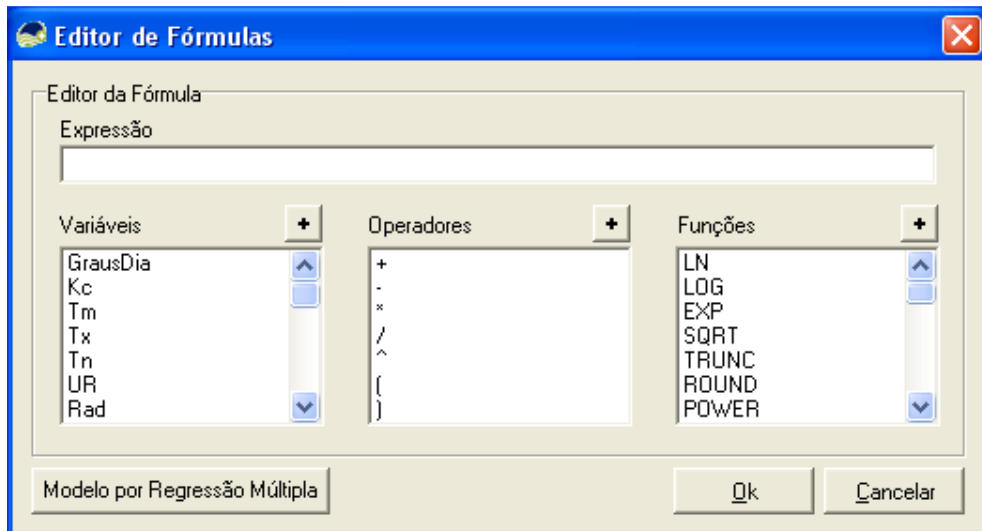 Editor de Fórmulas
Editor da Fórmula
Expressão
Variáveis
+
GrausDia
Kc
Tm
Tx
Tn
UR
Rad
Operadores
+
+
-
*
/
^
(
)
Funções
+
LN
LOG
EXP
SQRT
TRUNC
ROUND
POWER
Modelo por Regressão Múltipla
Ok
Cancelar